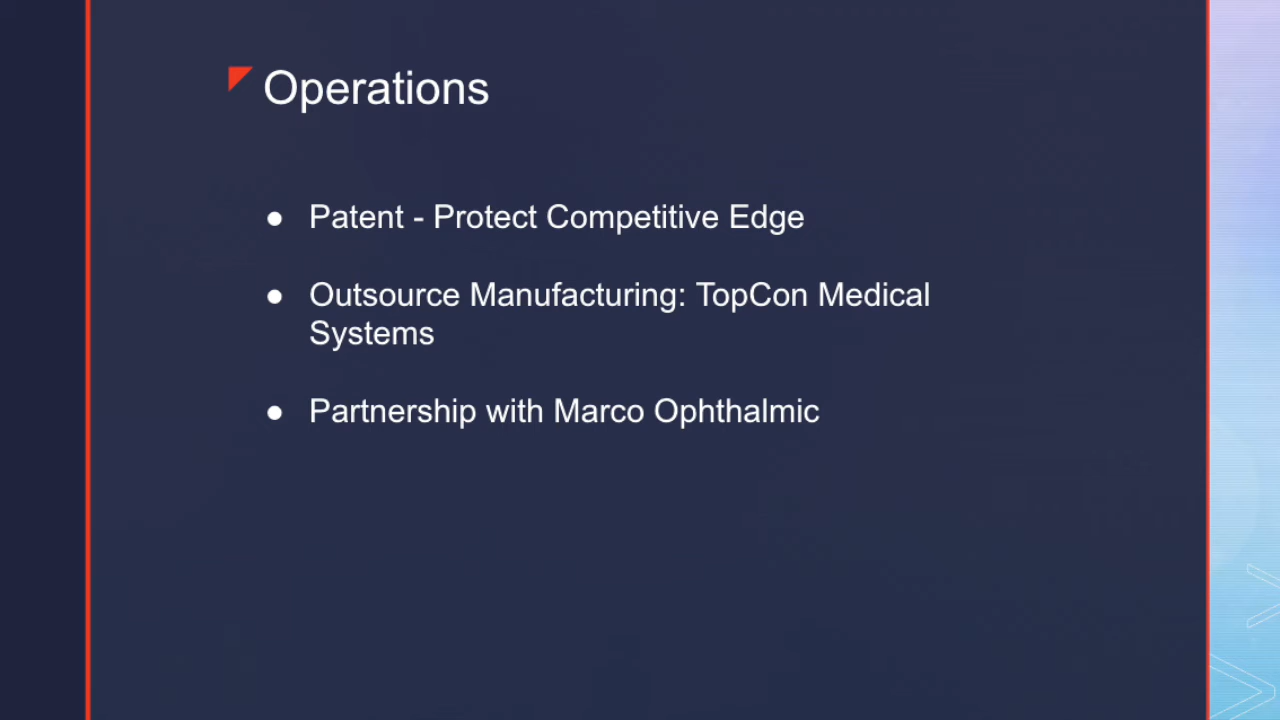 Operations
● Patent - Protect Competitive Edge
● Outsource Manufacturing: TopCon Medical
Systems
● Partnership with Marco Ophthalmic